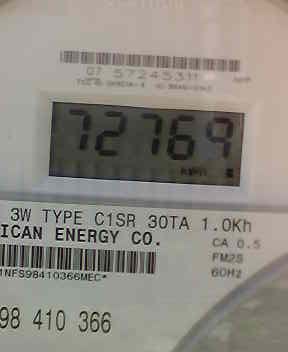 07 57245311
72769
3W TYPE C1SR 30TA 1.0Kh
ICAN ENERGY CO.
CA 0.5
FM2S
60Hz
1NFS98410366MEC*
98 410 366